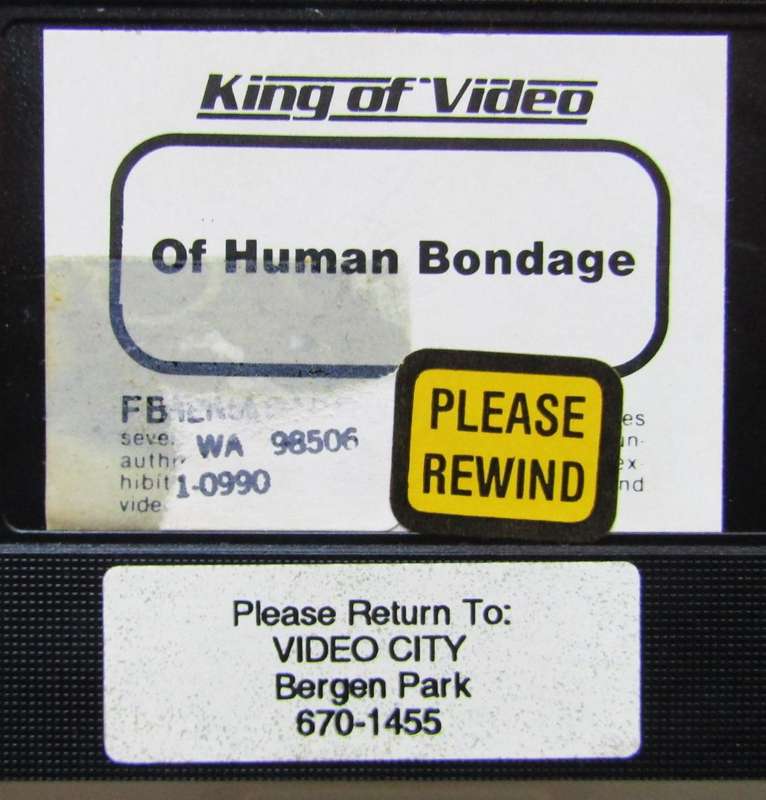 King of Video
Of Human Bondage
FB
WA 98506
1-0990
PLEASE
REWIND
Please Return To:
VIDEO CITY
Bergen Park
670-1455